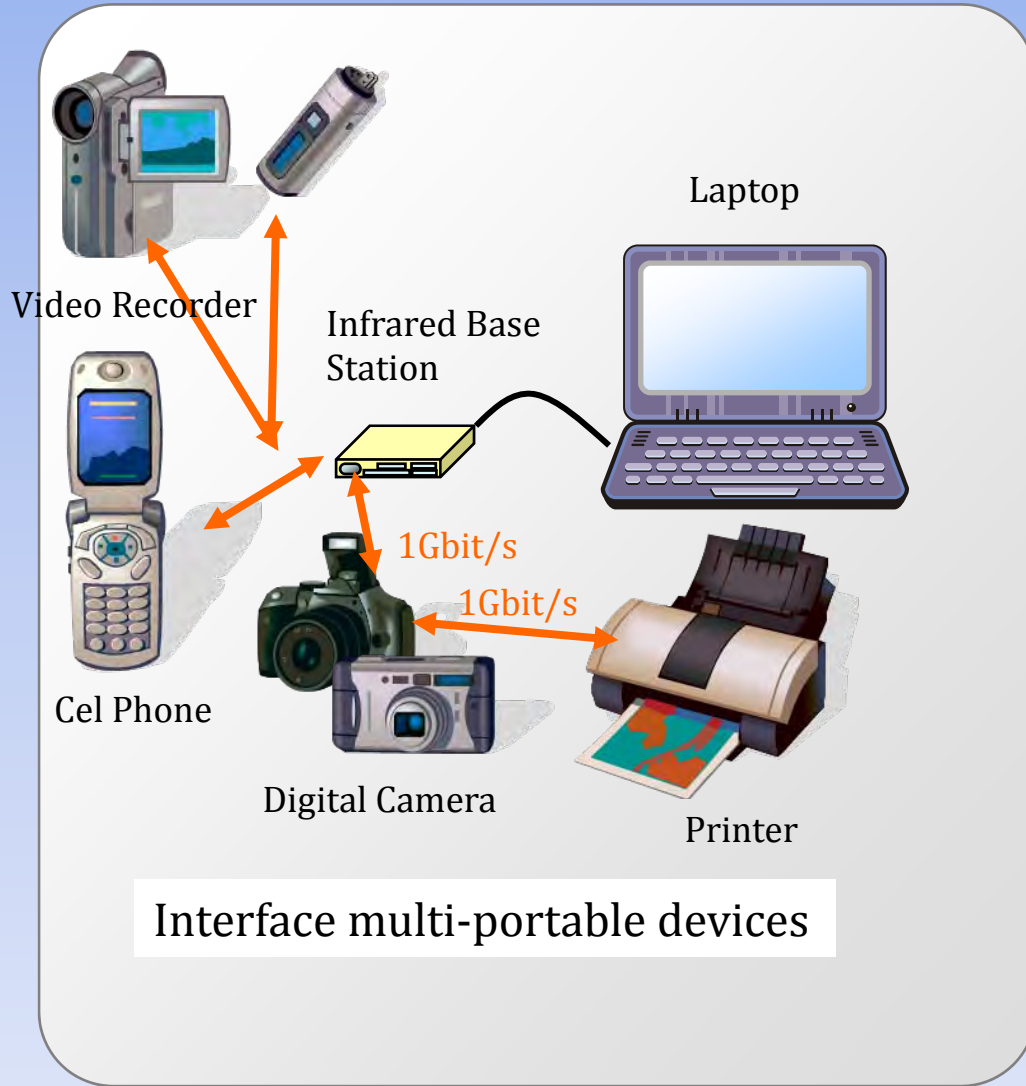 Laptop
Video Recorder
Infrared Base
Station
1Gbit/s
1Gbit/s
Cel Phone
Digital Camera
Printer
Interface multi-portable devices